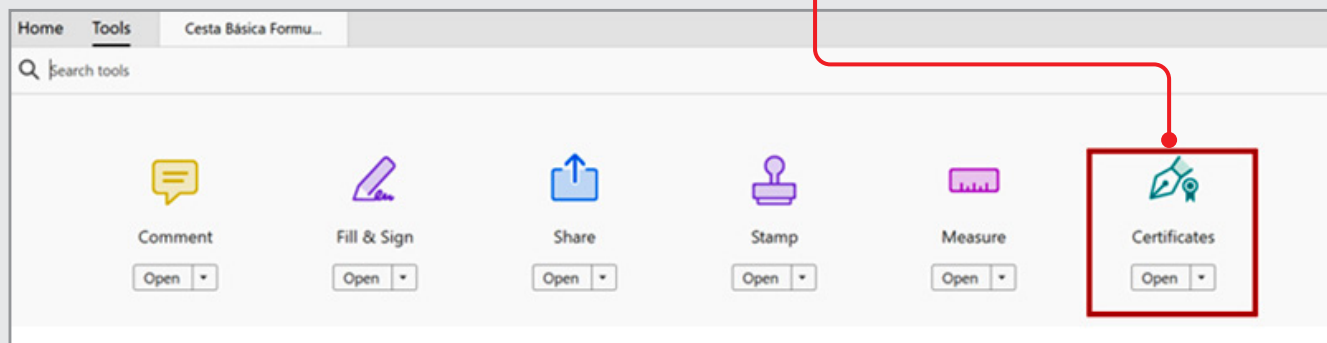 Home Tools Cesta Básica Formu...
Search tools
Comment Fill & Sign Share Stamp Measure Certificates
Open Open Open Open Open Open